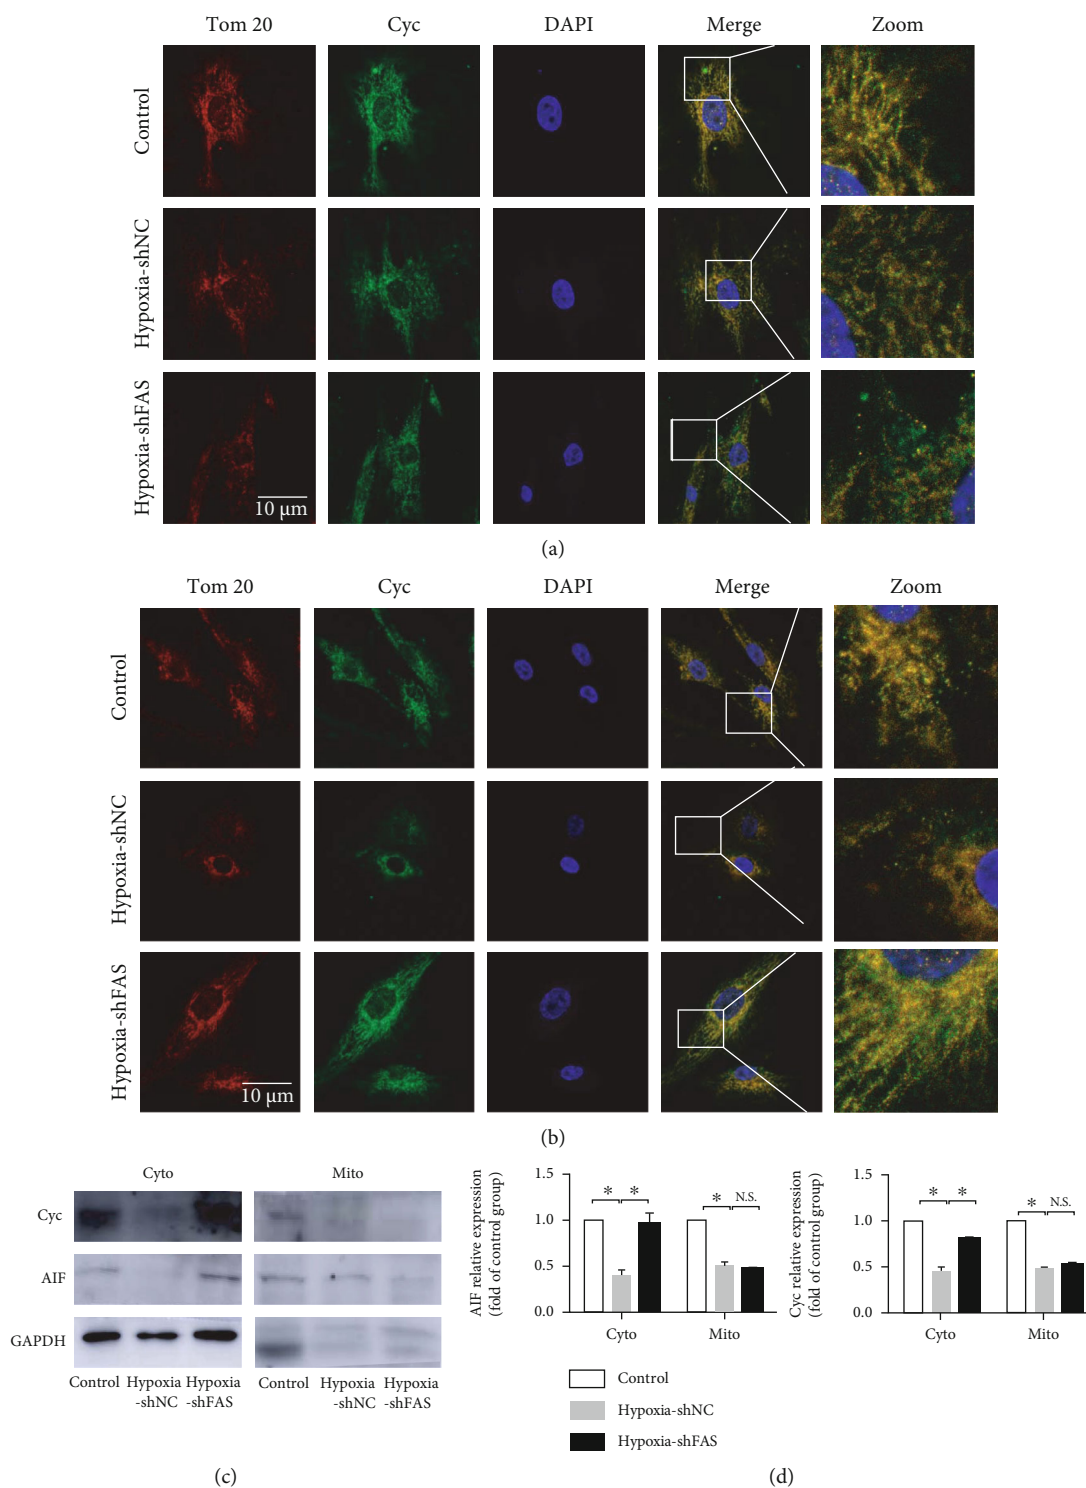 Tom 20 Cyc DAPI Merge Zoom
Control
Hypoxia-shNC
Hypoxia-shFAS
10 μm
(a)
Tom 20 Cyc DAPI Merge Zoom
Control
Hypoxia-shNC
Hypoxia-shFAS
10 μm
(b)
Cyto Mito
Cyc
AIF
GAPDH
Control Hypoxia
-shNC Hypoxia
-shFAS Control Hypoxia
-shNC Hypoxia
-shFAS
(c)
AIF relative expression
(fold of control group)
1.5
1.0
0.5
0.0
* * * N.S.
Cyto Mito
Cyc relative expression
(fold of control group)
1.5
1.0
0.5
0.0
* * * N.S.
Cyto Mito
Control
Hypoxia-shNC
Hypoxia-shFAS
(d)